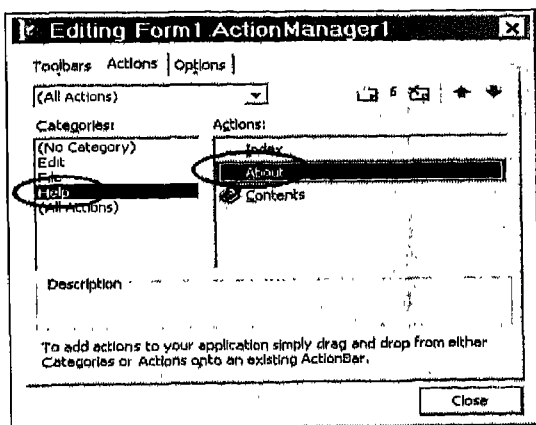 Editing Form1.ActionManager1
Toolbars Actions Options
(All Actions)
Categories: Actions:
(No Category) Index
Edit About
File Contents
Help
(All Actions)
Description
To add actions to your application simply drag and drop from either
Categories or Actions onto an existing ActionBar.
Close